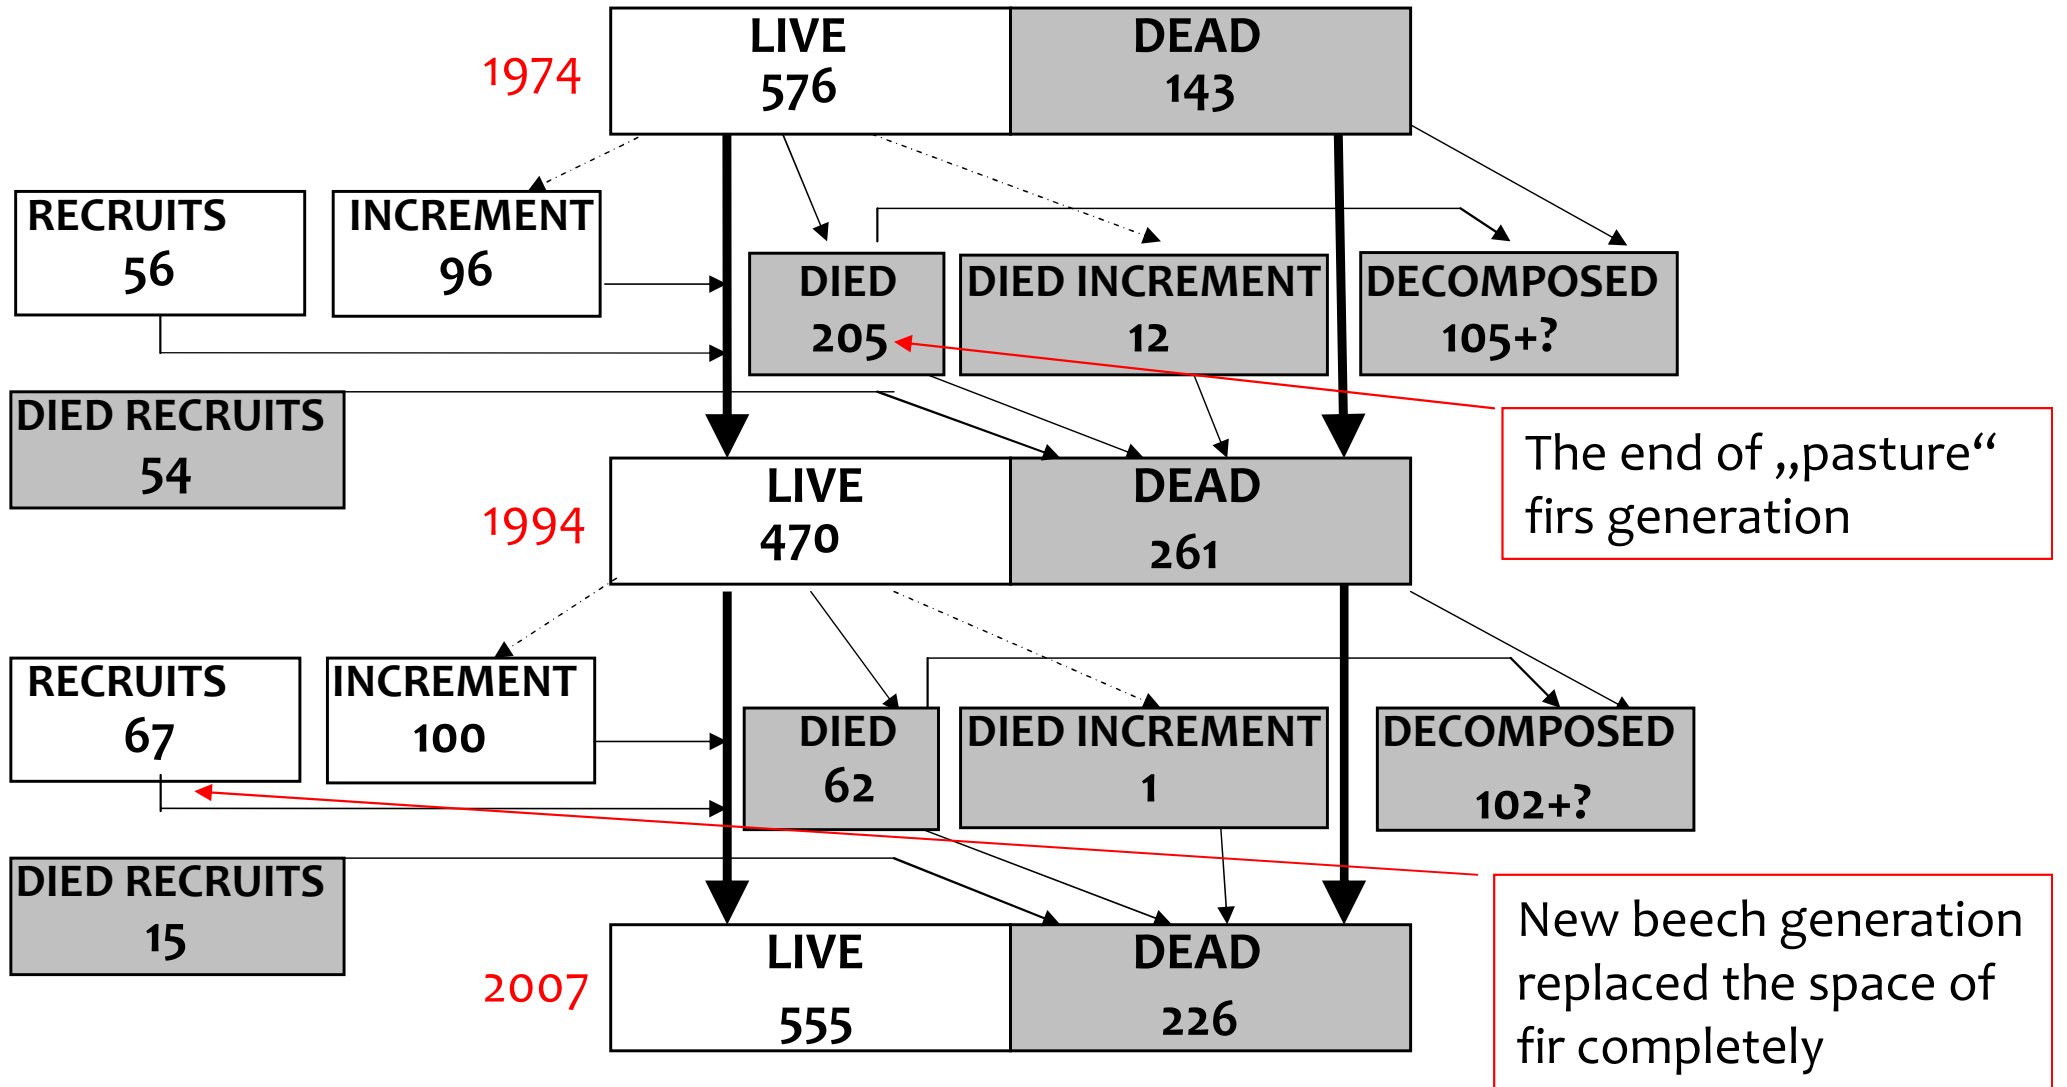 LIVE
576
DEAD
143
1974
RECRUITS
56
INCREMENT
96
DIED
205
DIED INCREMENT
12
DECOMPOSED
105+?
DIED RECRUITS
54
The end of „pasture“
firs generation
1994
LIVE
470
DEAD
261
RECRUITS
67
INCREMENT
100
DIED
62
DIED INCREMENT
1
DECOMPOSED
102+?
DIED RECRUITS
15
New beech generation
replaced the space of
fir completely
2007
LIVE
555
DEAD
226